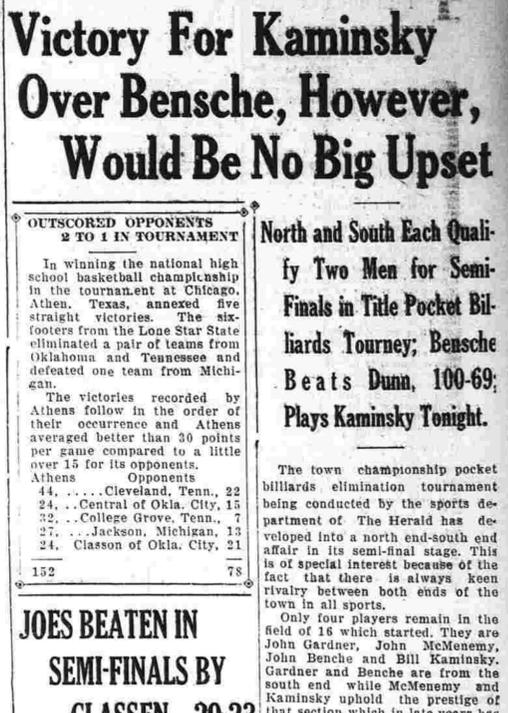 Victory For Kaminsky
Over Bensche, However,
Would Be No Big Upset
OUTSCORED OPPONENTS
2 TO 1 IN TOURNAMENT
In winning the national high
school basketball championship
in the tournament at Chicago,
Athen, Texas, annexed five
straight victories. The six-
footers from the Lone Star State
eliminated a pair of teams from
Oklahoma and Tennessee and
defeated one team from Michi-
gan.
The victories recorded by
Athens follow in the order of
their occurrence and Athens
averaged better than 30 points
per game compared to a little
over 15 for its opponents.
Athens Opponents
44, .....Cleveland, Tenn., 22
24, ..Central of Okla. City, 15
32, ..College Grove, Tenn., 7
27, ...Jackson, Michigan, 13
24, Classon of Okla. City, 21
152 78
JOES BEATEN IN
SEMI-FINALS BY
North and South Each Quali-
fy Two Men for Semi-
Finals in Title Pocket Bil-
liards Tourney; Bensche
Beats Dunn, 100-69;
Plays Kaminsky Tonight.
The town championship pocket
billiards elimination tournament
being conducted by the sports de-
partment of The Herald has de-
veloped into a north end-south end
affair in its semi-final stage. This
is of special interest because of the
fact that there is always keen
rivalry between both ends of the
town in all sports.
Only four players remain in the
field of 16 which started. They are
John Gardner, John McMenemy,
John Benche and Bill Kaminsky.
Gardner and Benche are from the
south end while McMenemy and
Kaminsky uphold the prestige of